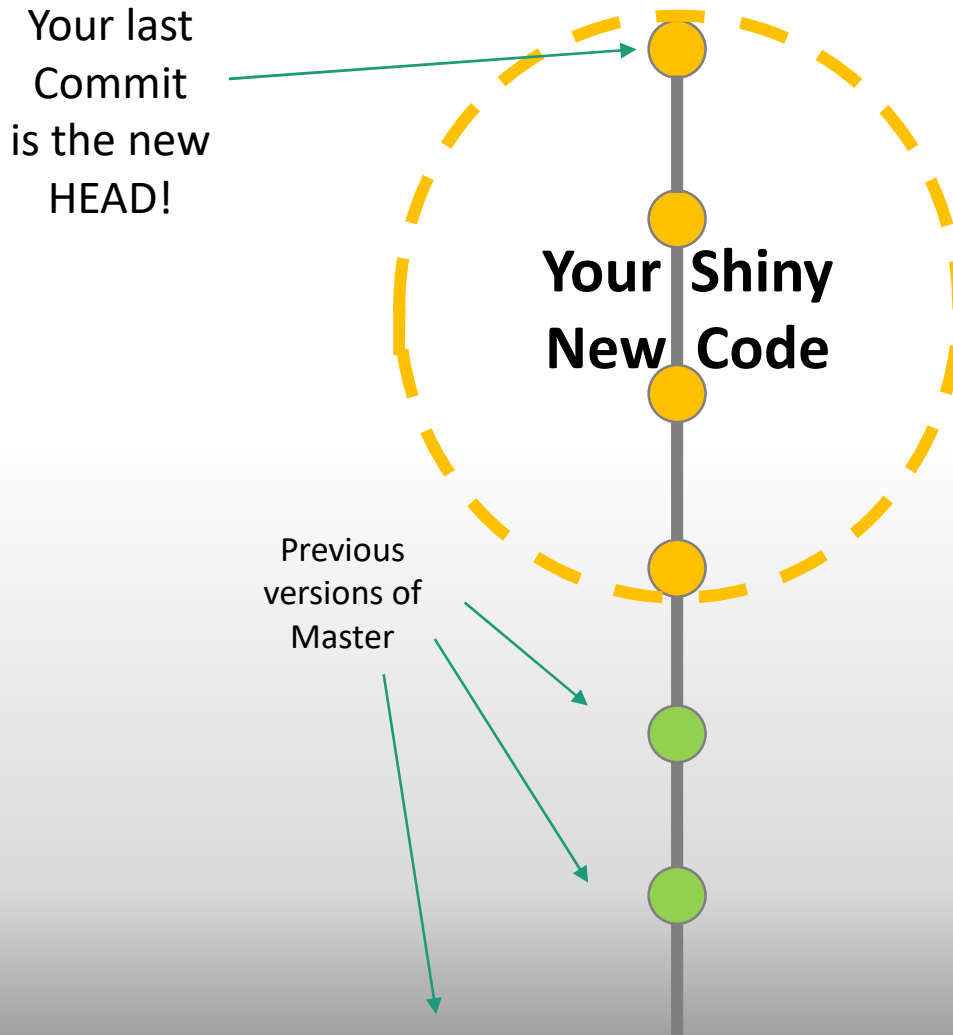 Your last
Commit
is the new
HEAD!
Your Shiny
New Code
Previous
versions of
Master